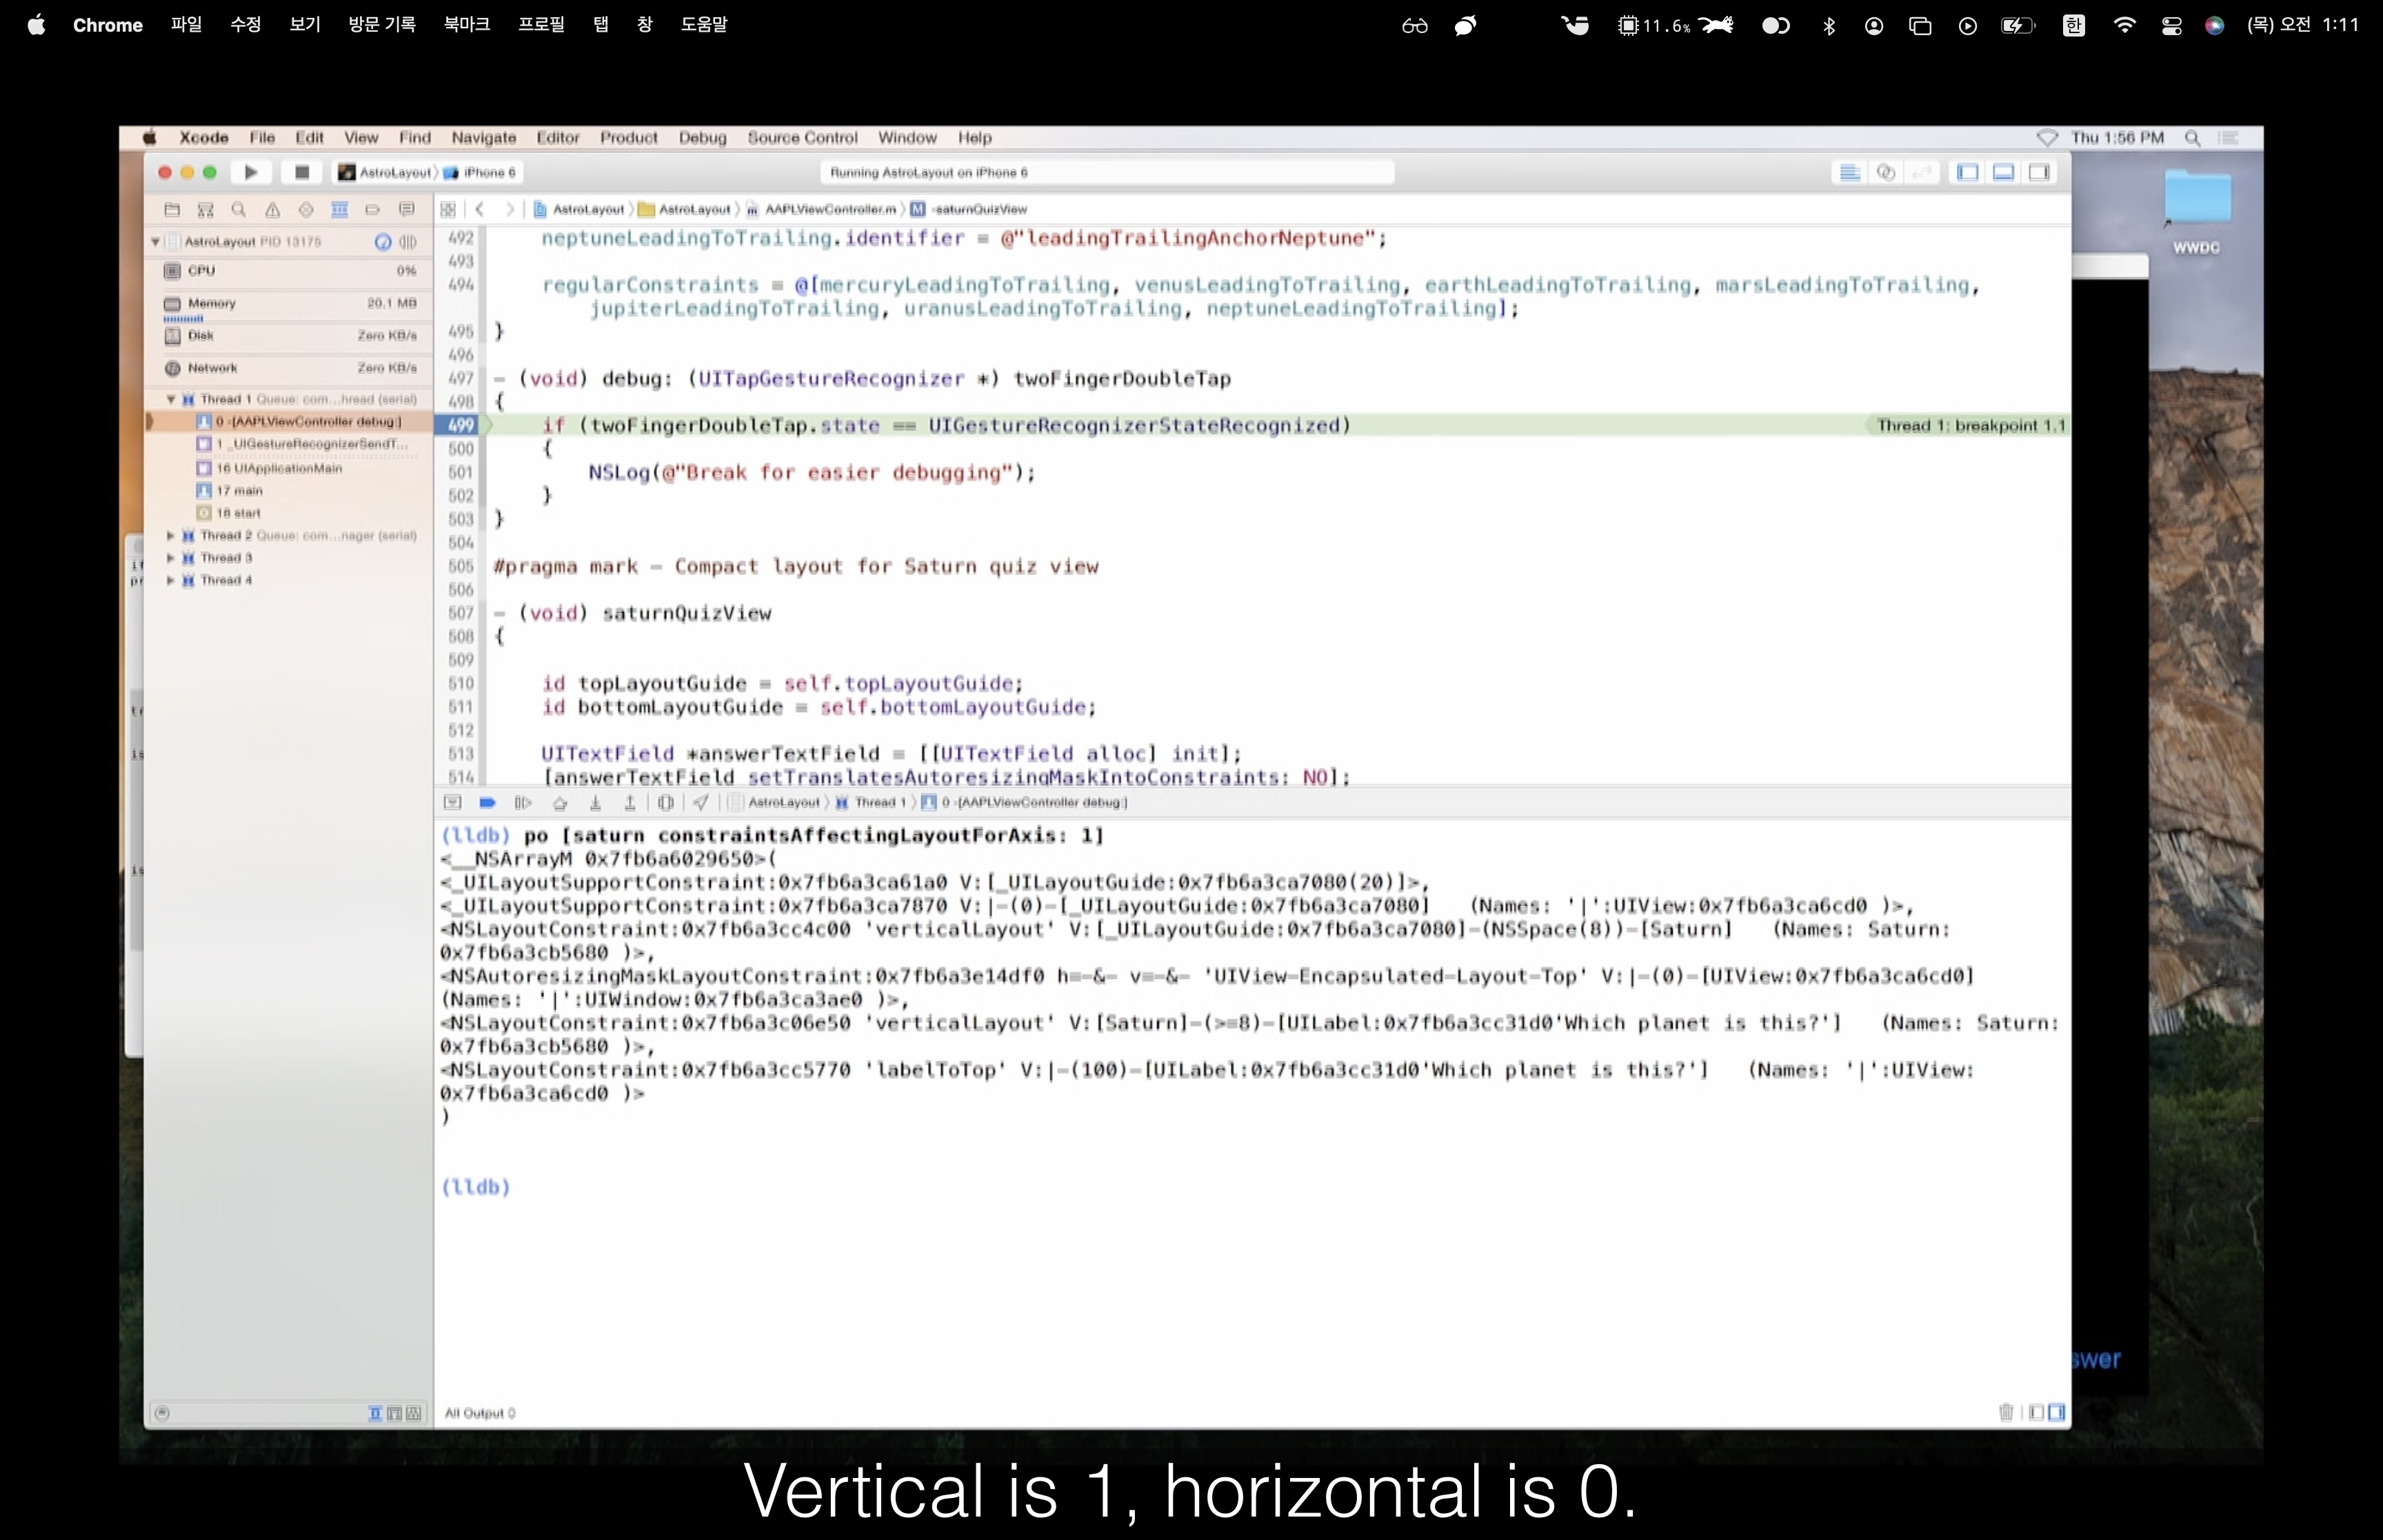 Chrome 파일 수정 보기 방문 기록 북마크 프로필 탭 창 도움말 11.6% 한 (목) 오전 1:11
Xcode File Edit View Find Navigate Editor Product Debug Source Control Window Help Thu 1:56 PM
AstroLayout iPhone 6 Running AstroLayout on iPhone 6
AstroLayout AstroLayout AAPLViewController.m M -saturnQuizView
WWDC
AstroLayout PID 13175
CPU 0%
Memory 20.1 MB
Disk Zero KB/s
Network Zero KB/s
Thread 1 Queue: com...hread (serial)
0 -[AAPLViewController debug:]
1 _UIGestureRecognizerSendT...
16 UIApplicationMain
17 main
18 start
Thread 2 Queue: com...nager (serial)
Thread 3
Thread 4
492 neptuneLeadingToTrailing.identifier = @"leadingTrailingAnchorNeptune";
493
494 regularConstraints = @[mercuryLeadingToTrailing, venusLeadingToTrailing, earthLeadingToTrailing, marsLeadingToTrailing,
jupiterLeadingToTrailing, uranusLeadingToTrailing, neptuneLeadingToTrailing];
495 }
496
497 - (void) debug: (UITapGestureRecognizer *) twoFingerDoubleTap
498 {
499 if (twoFingerDoubleTap.state == UIGestureRecognizerStateRecognized) Thread 1: breakpoint 1.1
500 {
501 NSLog(@"Break for easier debugging");
502 }
503 }
504
505 #pragma mark - Compact layout for Saturn quiz view
506
507 - (void) saturnQuizView
508 {
509
510 id topLayoutGuide = self.topLayoutGuide;
511 id bottomLayoutGuide = self.bottomLayoutGuide;
512
513 UITextField *answerTextField = [[UITextField alloc] init];
514 [answerTextField setTranslatesAutoresizingMaskIntoConstraints: NO];
AstroLayout Thread 1 0 -[AAPLViewController debug:]
(lldb) po [saturn constraintsAffectingLayoutForAxis: 1]
<__NSArrayM 0x7fb6a6029650>(
<_UILayoutSupportConstraint:0x7fb6a3ca61a0 V:[_UILayoutGuide:0x7fb6a3ca7080(20)]>,
<_UILayoutSupportConstraint:0x7fb6a3ca7870 V:|-(0)-[_UILayoutGuide:0x7fb6a3ca7080] (Names: '|':UIView:0x7fb6a3ca6cd0 )>,
<NSLayoutConstraint:0x7fb6a3cc4c00 'verticalLayout' V:[_UILayoutGuide:0x7fb6a3ca7080]-(NSSpace(8))-[Saturn] (Names: Saturn:
0x7fb6a3cb5680 )>,
<NSAutoresizingMaskLayoutConstraint:0x7fb6a3e14df0 h=-&- v=-&- 'UIView-Encapsulated-Layout-Top' V:|-(0)-[UIView:0x7fb6a3ca6cd0]
(Names: '|':UIWindow:0x7fb6a3ca3ae0 )>,
<NSLayoutConstraint:0x7fb6a3c06e50 'verticalLayout' V:[Saturn]-(>=8)-[UILabel:0x7fb6a3cc31d0'Which planet is this?'] (Names: Saturn:
0x7fb6a3cb5680 )>,
<NSLayoutConstraint:0x7fb6a3cc5770 'labelToTop' V:|-(100)-[UILabel:0x7fb6a3cc31d0'Which planet is this?'] (Names: '|':UIView:
0x7fb6a3ca6cd0 )>
)
(lldb)
swer
All Output
Vertical is 1, horizontal is 0.